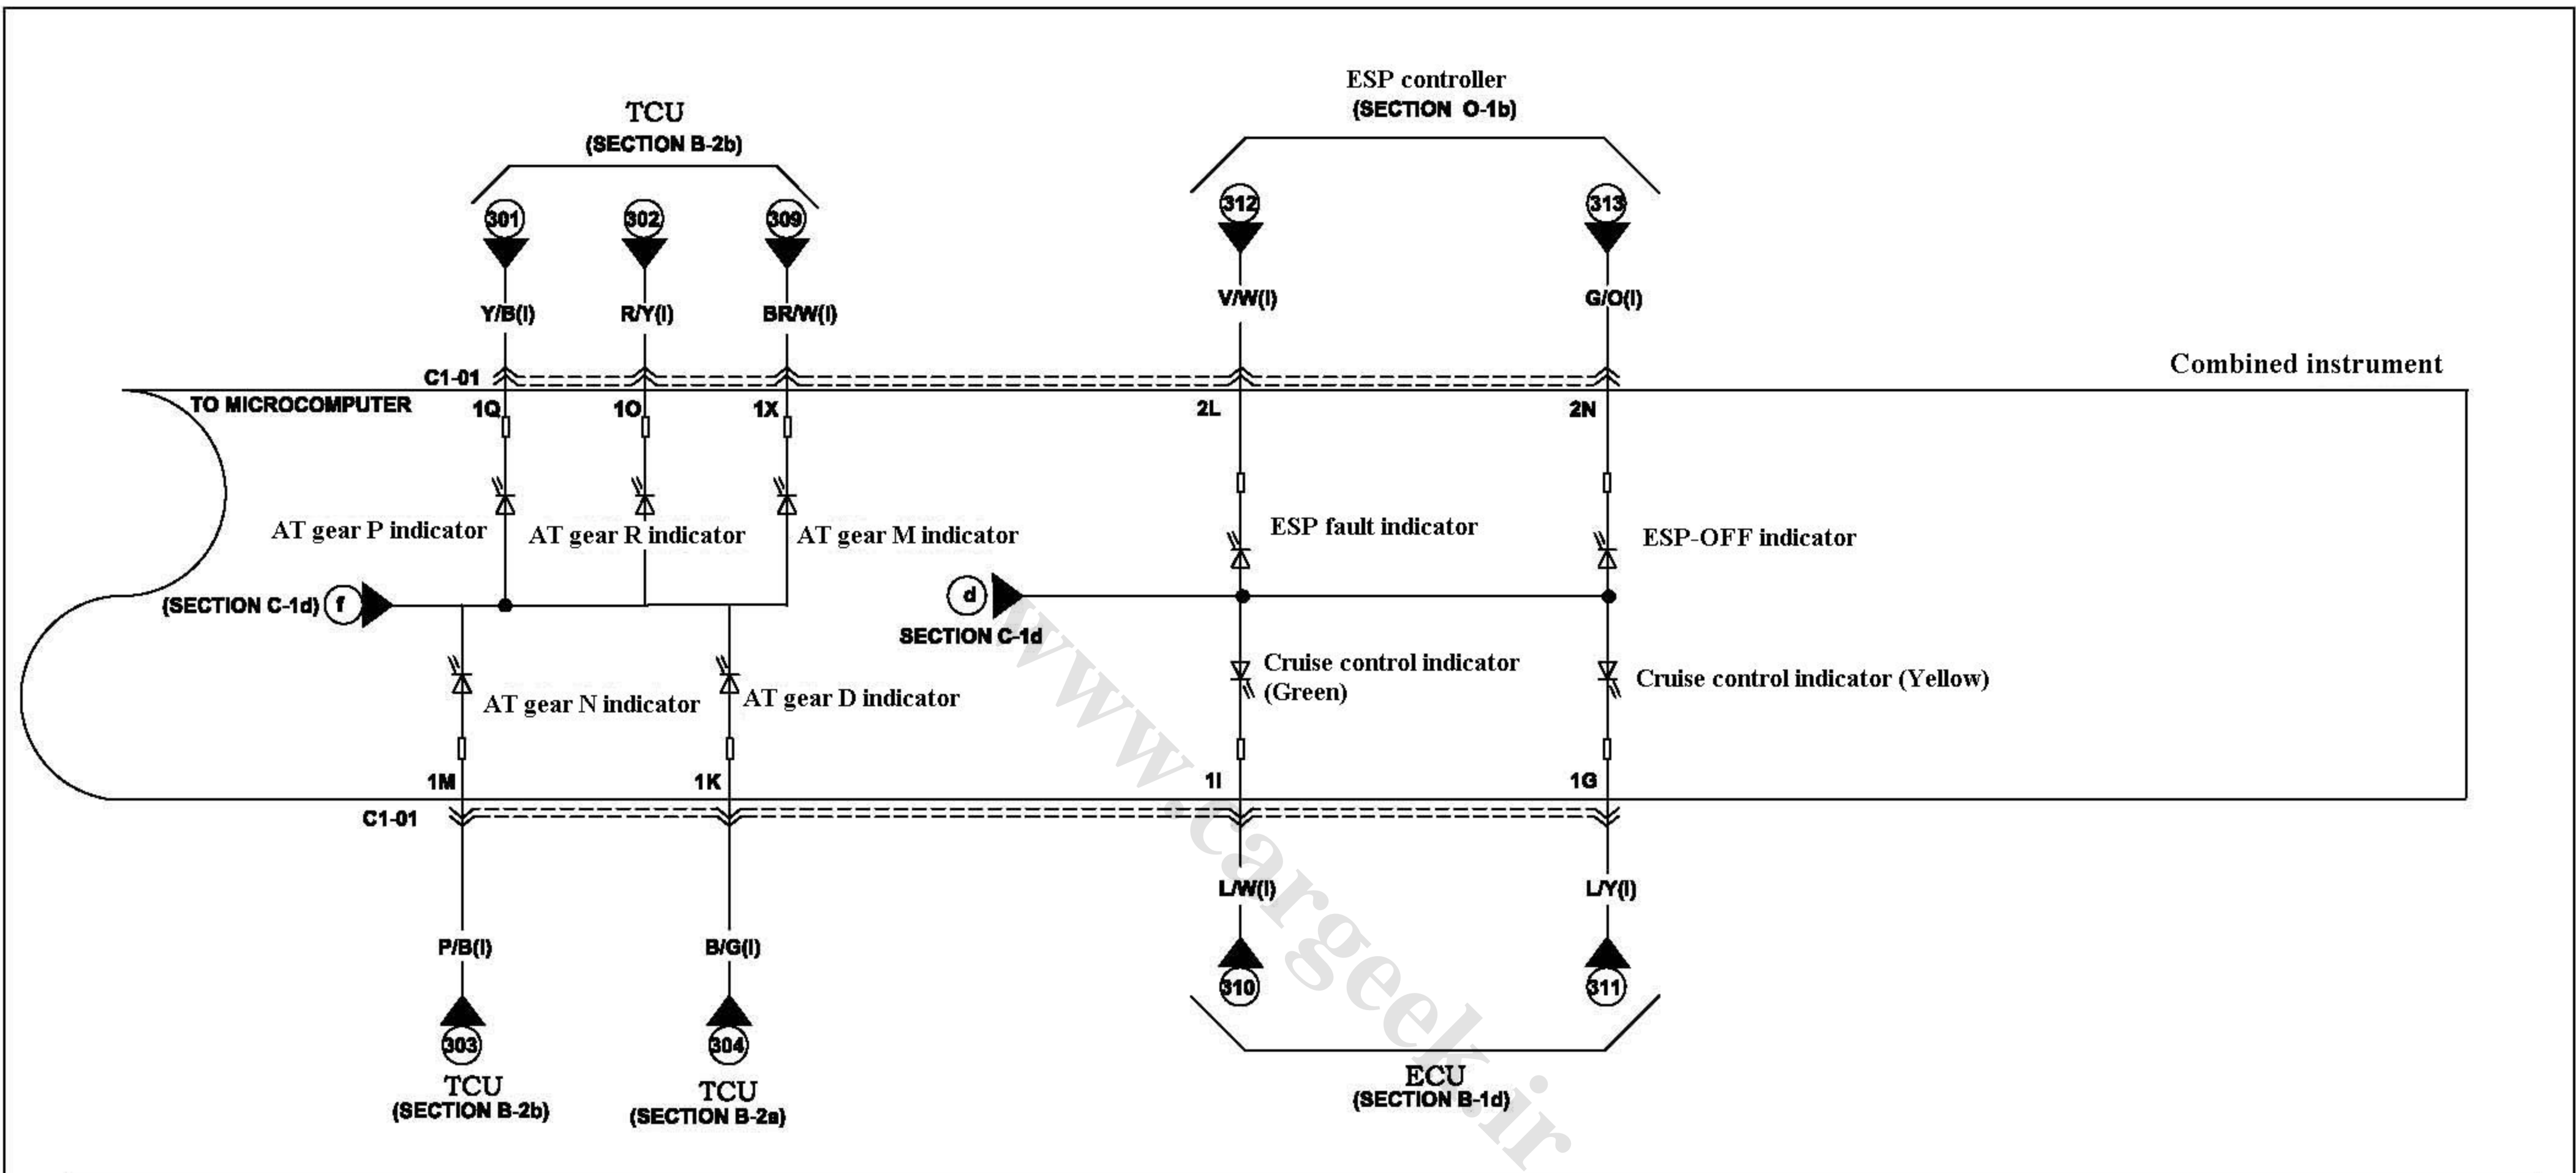 ESP controller
(SECTION O-1b)
TCU
(SECTION B-2b)
301
302
309
312
313
Y/B(I)
R/Y(I)
BR/W(I)
V/W(I)
G/O(I)
Combined instrument
C1-01
TO MICROCOMPUTER
1Q
1O
1X
2L
2N
AT gear P indicator
AT gear R indicator
AT gear M indicator
ESP fault indicator
ESP-OFF indicator
(SECTION C-1d)
f
d
SECTION C-1d
AT gear N indicator
AT gear D indicator
Cruise control indicator
(Green)
Cruise control indicator (Yellow)
1M
1K
1I
1G
C1-01
L/W(I)
L/Y(I)
P/B(I)
B/G(I)
310
311
303
304
TCU
(SECTION B-2b)
TCU
(SECTION B-2a)
ECU
(SECTION B-1d)
www.cargeek.ir